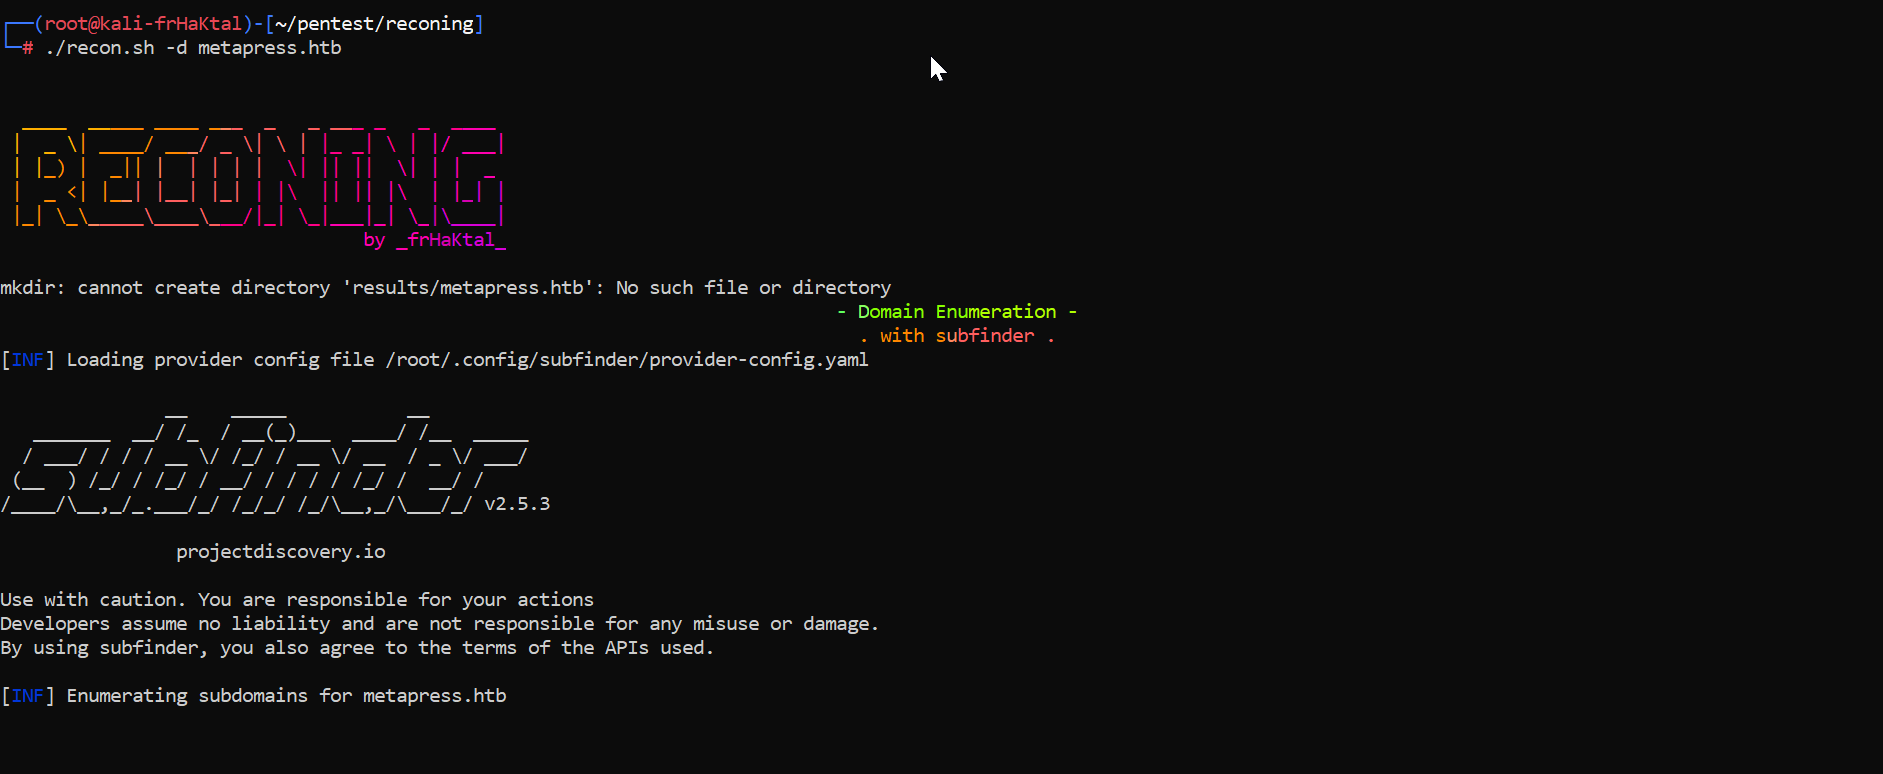 (root@kali-frHaKtal)-[~/pentest/reconing]
# ./recon.sh -d metapress.htb
RECONING
by _frHaKtal_
mkdir: cannot create directory 'results/metapress.htb': No such file or directory
- Domain Enumeration -
. with subfinder .
[INF] Loading provider config file /root/.config/subfinder/provider-config.yaml
subfinder v2.5.3
projectdiscovery.io
Use with caution. You are responsible for your actions
Developers assume no liability and are not responsible for any misuse or damage.
By using subfinder, you also agree to the terms of the APIs used.
[INF] Enumerating subdomains for metapress.htb